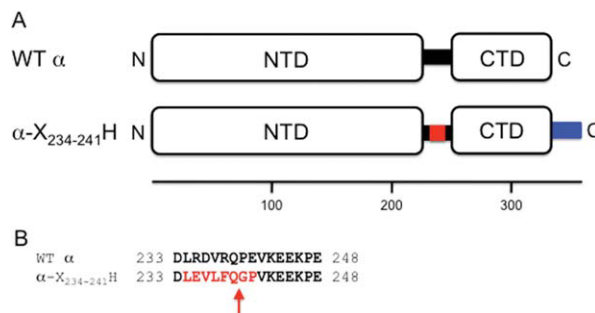 A
WT α N NTD CTD C
α-X234-241H N NTD CTD C
100 200 300
B
WT α 233 DLRDVRQPEVKEEKPE 248
α-X234-241H 233 DLEVLFQGPVKEEKPE 248